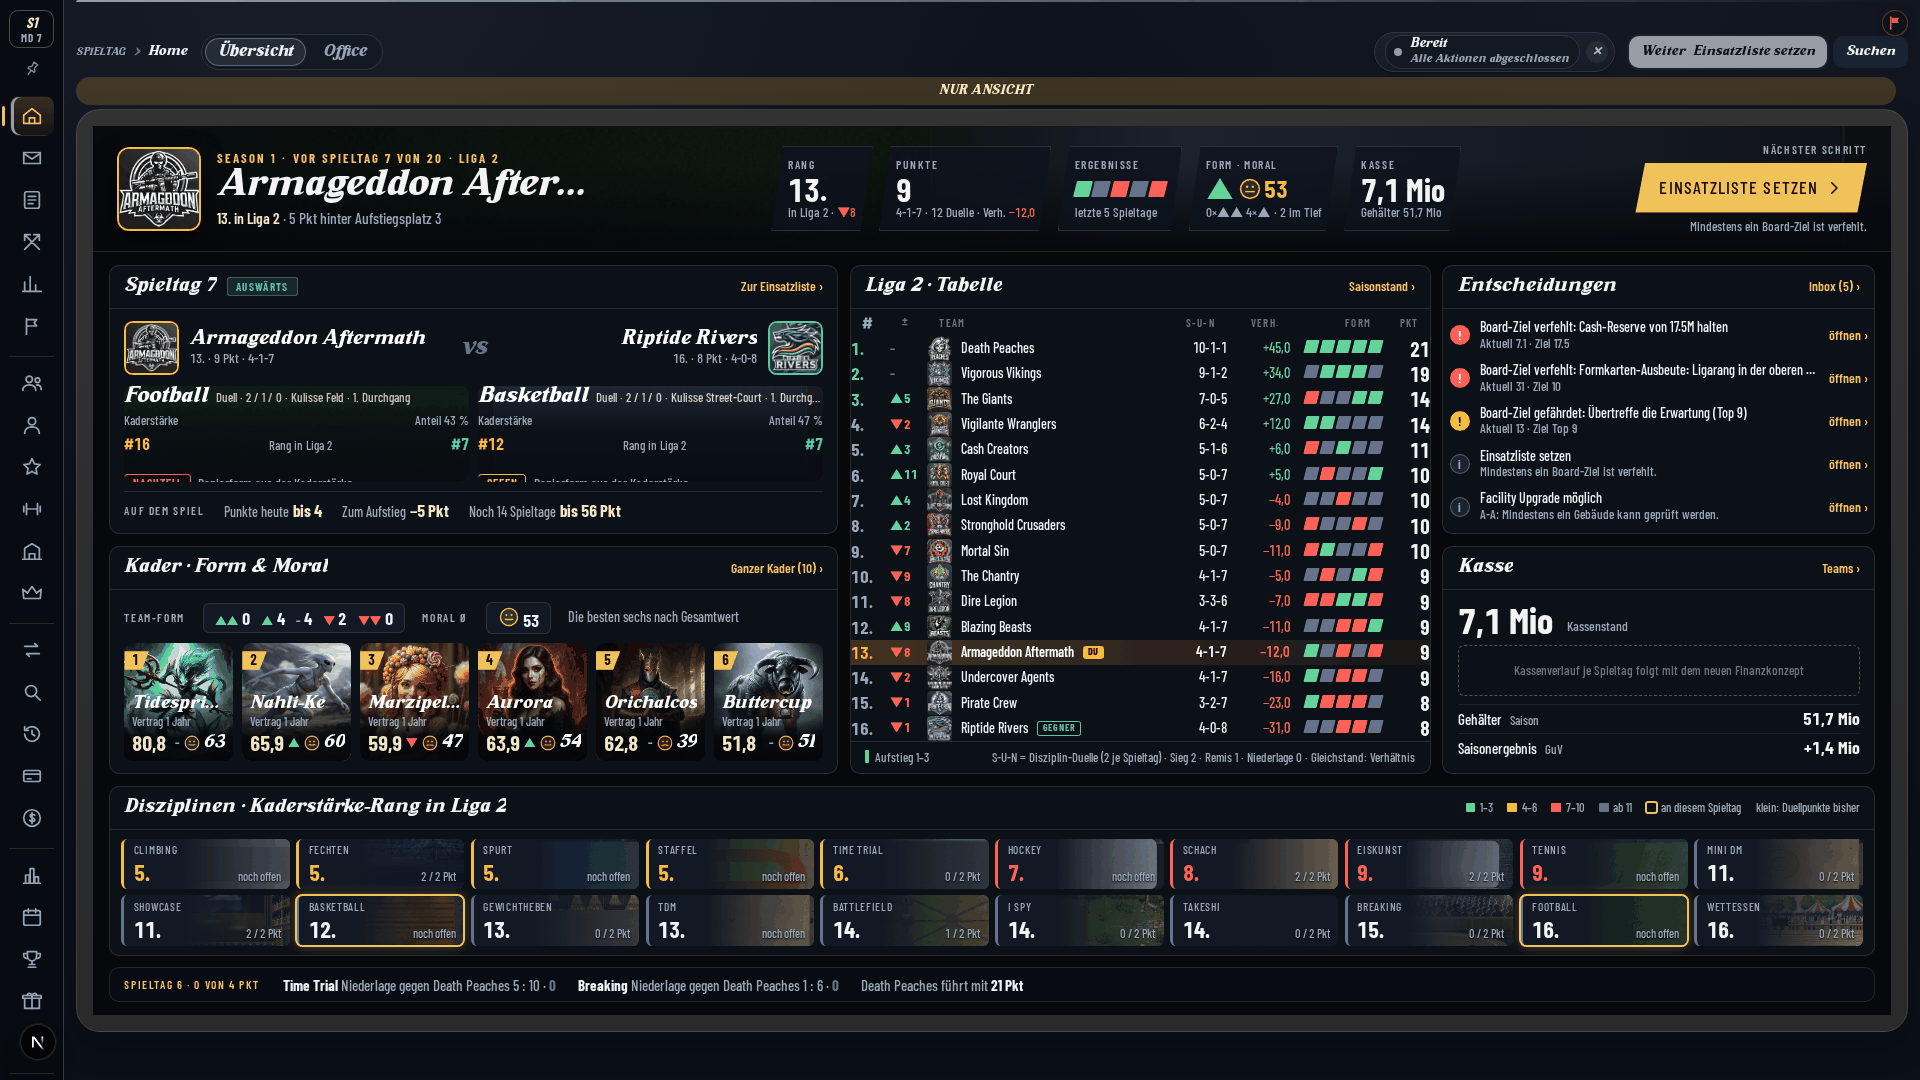 S1
MD 7
SPIELTAG > Home
Übersicht
Office
Bereit
Alle Aktionen abgeschlossen
Weiter Einsatzliste setzen
Suchen
NUR ANSICHT
SEASON 1 · VOR SPIELTAG 7 VON 20 · LIGA 2
Armageddon After...
13. in Liga 2 · 5 Pkt hinter Aufstiegsplatz 3
RANG
13.
in Liga 2 · ▼8
PUNKTE
9
4-1-7 · 12 Duelle · Verh. −12,0
ERGEBNISSE
letzte 5 Spieltage
FORM · MORAL
▲ 53
0×▲▲ 4×▲ · 2 im Tief
KASSE
7,1 Mio
Gehälter 51,7 Mio
NÄCHSTER SCHRITT
EINSATZLISTE SETZEN >
Mindestens ein Board-Ziel ist verfehlt.
Spieltag 7 AUSWÄRTS
Zur Einsatzliste ›
Armageddon Aftermath
13. · 9 Pkt · 4-1-7
VS
Riptide Rivers
16. · 8 Pkt · 4-0-8
Football Duell · 2 / 1 / 0 · Kulisse Feld · 1. Durchgang
Kaderstärke Anteil 43 %
#16 Rang in Liga 2 #7
Basketball Duell · 2 / 1 / 0 · Kulisse Street-Court · 1. Durchg...
Kaderstärke Anteil 47 %
#12 Rang in Liga 2 #7
AUF DEM SPIEL Punkte heute bis 4 Zum Aufstieg −5 Pkt Noch 14 Spieltage bis 56 Pkt
Kader · Form & Moral
Ganzer Kader (10) ›
TEAM-FORM ▲▲ 0 ▲ 4 - 4 ▼ 2 ▼▼ 0 MORAL Ø 53 Die besten sechs nach Gesamtwert
1
Tidespri...
Vertrag 1 Jahr
80,8 - 63
2
Nahli-Ke
Vertrag 1 Jahr
65,9 ▲ 60
3
Marzipel...
Vertrag 1 Jahr
59,9 ▼ 47
4
Aurora
Vertrag 1 Jahr
63,9 ▲ 54
5
Orichalcos
Vertrag 1 Jahr
62,8 - 39
6
Buttercup
Vertrag 1 Jahr
51,8 - 51
Liga 2 · Tabelle
Saisonstand ›
# ± TEAM S-U-N VERH. FORM PKT
1. - Death Peaches 10-1-1 +45,0 21
2. - Vigorous Vikings 9-1-2 +34,0 19
3. ▲5 The Giants 7-0-5 +27,0 14
4. ▼2 Vigilante Wranglers 6-2-4 +12,0 14
5. ▲3 Cash Creators 5-1-6 +6,0 11
6. ▲11 Royal Court 5-0-7 +5,0 10
7. ▲4 Lost Kingdom 5-0-7 −4,0 10
8. ▲2 Stronghold Crusaders 5-0-7 −9,0 10
9. ▼7 Mortal Sin 5-0-7 −11,0 10
10. ▼9 The Chantry 4-1-7 −5,0 9
11. ▼8 Dire Legion 3-3-6 −7,0 9
12. ▲9 Blazing Beasts 4-1-7 −11,0 9
13. ▼8 Armageddon Aftermath DU 4-1-7 −12,0 9
14. ▼2 Undercover Agents 4-1-7 −16,0 9
15. ▼1 Pirate Crew 3-2-7 −23,0 8
16. ▼1 Riptide Rivers GEGNER 4-0-8 −31,0 8
Aufstieg 1-3
S-U-N = Disziplin-Duelle (2 je Spieltag) · Sieg 2 · Remis 1 · Niederlage 0 · Gleichstand: Verhältnis
Entscheidungen
Inbox (5) ›
Board-Ziel verfehlt: Cash-Reserve von 17.5M halten
Aktuell 7.1 · Ziel 17.5
öffnen ›
Board-Ziel verfehlt: Formkarten-Ausbeute: Ligarang in der oberen ...
Aktuell 31 · Ziel 10
öffnen ›
Board-Ziel gefährdet: Übertreffe die Erwartung (Top 9)
Aktuell 13 · Ziel Top 9
öffnen ›
Einsatzliste setzen
Mindestens ein Board-Ziel ist verfehlt.
öffnen ›
Facility Upgrade möglich
A-A: Mindestens ein Gebäude kann geprüft werden.
öffnen ›
Kasse
Teams ›
7,1 Mio Kassenstand
Kassenverlauf je Spieltag folgt mit dem neuen Finanzkonzept
Gehälter Saison 51,7 Mio
Saisonergebnis GuV +1,4 Mio
Disziplinen · Kaderstärke-Rang in Liga 2
1-3 4-6 7-10 ab 11 an diesem Spieltag klein: Duellpunkte bisher
CLIMBING
5. noch offen
FECHTEN
5. 2 / 2 Pkt
SPURT
5. noch offen
STAFFEL
5. noch offen
TIME TRIAL
6. 0 / 2 Pkt
HOCKEY
7. noch offen
SCHACH
8. 2 / 2 Pkt
EISKUNST
9. 2 / 2 Pkt
TENNIS
9. noch offen
MINI DM
11. 0 / 2 Pkt
SHOWCASE
11. 2 / 2 Pkt
BASKETBALL
12. noch offen
GEWICHTHEBEN
13. 0 / 2 Pkt
TDM
13. noch offen
BATTLEFIELD
14. 1 / 2 Pkt
I SPY
14. 0 / 2 Pkt
TAKESHI
14. 0 / 2 Pkt
BREAKING
15. 0 / 2 Pkt
FOOTBALL
16. noch offen
WETTESSEN
16. 0 / 2 Pkt
SPIELTAG 6 · 0 VON 4 PKT Time Trial Niederlage gegen Death Peaches 5 : 10 · 0 Breaking Niederlage gegen Death Peaches 1 : 6 · 0 Death Peaches führt mit 21 Pkt
N